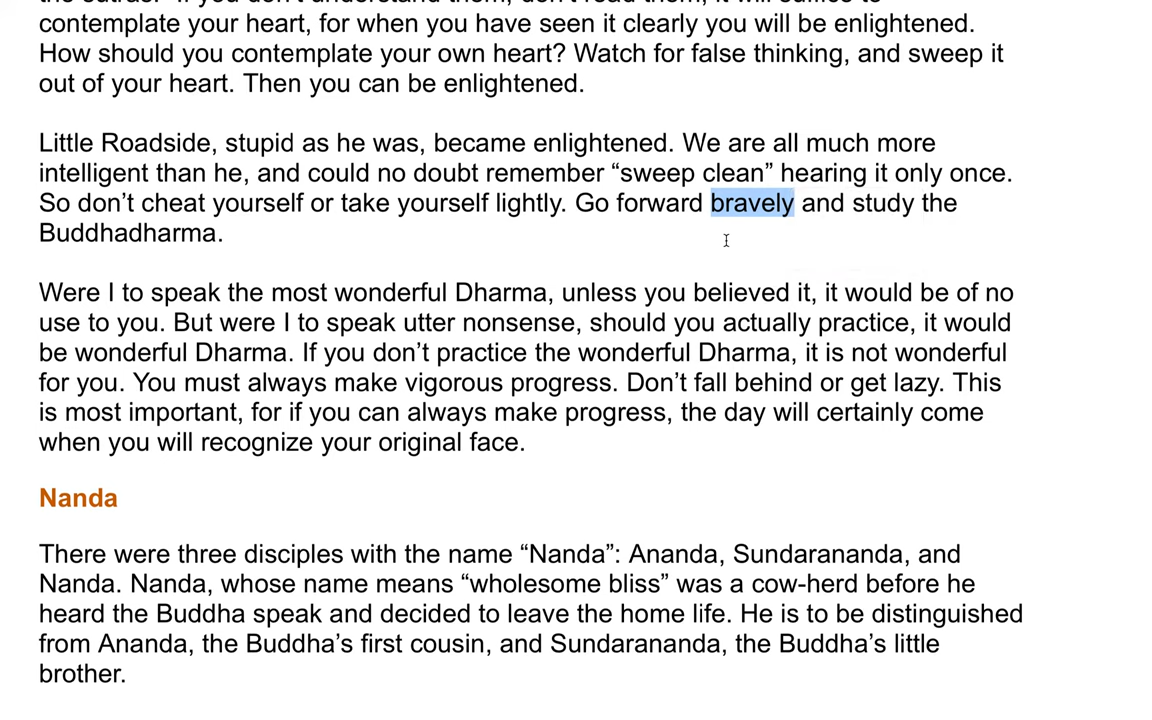 contemplate your heart, for when you have seen it clearly you will be enlightened.
How should you contemplate your own heart? Watch for false thinking, and sweep it
out of your heart. Then you can be enlightened.
Little Roadside, stupid as he was, became enlightened. We are all much more
intelligent than he, and could no doubt remember “sweep clean” hearing it only once.
So don’t cheat yourself or take yourself lightly. Go forward bravely and study the
Buddhadharma.
Were I to speak the most wonderful Dharma, unless you believed it, it would be of no
use to you. But were I to speak utter nonsense, should you actually practice, it would
be wonderful Dharma. If you don’t practice the wonderful Dharma, it is not wonderful
for you. You must always make vigorous progress. Don’t fall behind or get lazy. This
is most important, for if you can always make progress, the day will certainly come
when you will recognize your original face.
Nanda
There were three disciples with the name “Nanda”: Ananda, Sundarananda, and
Nanda. Nanda, whose name means “wholesome bliss” was a cow-herd before he
heard the Buddha speak and decided to leave the home life. He is to be distinguished
from Ananda, the Buddha’s first cousin, and Sundarananda, the Buddha’s little
brother.